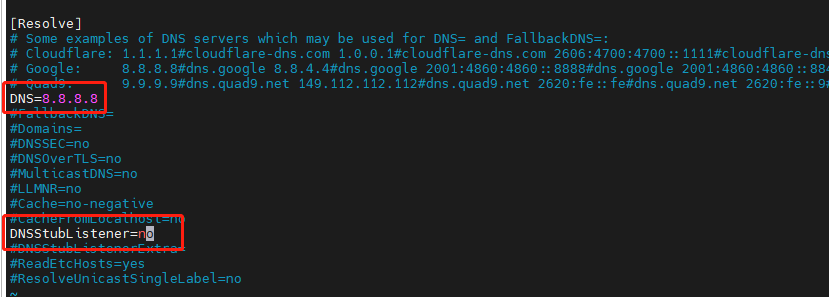 [Resolve]
# Some examples of DNS servers which may be used for DNS= and FallbackDNS=:
# Cloudflare: 1.1.1.1#cloudflare-dns.com 1.0.0.1#cloudflare-dns.com 2606:4700:4700::1111#cloudflare-dns
# Google:     8.8.8.8#dns.google 8.8.4.4#dns.google 2001:4860:4860::8888#dns.google 2001:4860:4860::884
# Quad9:      9.9.9.9#dns.quad9.net 149.112.112.112#dns.quad9.net 2620:fe::fe#dns.quad9.net 2620:fe::9#
DNS=8.8.8.8
#FallbackDNS=
#Domains=
#DNSSEC=no
#DNSOverTLS=no
#MulticastDNS=no
#LLMNR=no
#Cache=no-negative
#CacheFromLocalhost=no
DNSStubListener=no
#DNSStubListenerExtra=
#ReadEtcHosts=yes
#ResolveUnicastSingleLabel=no
~